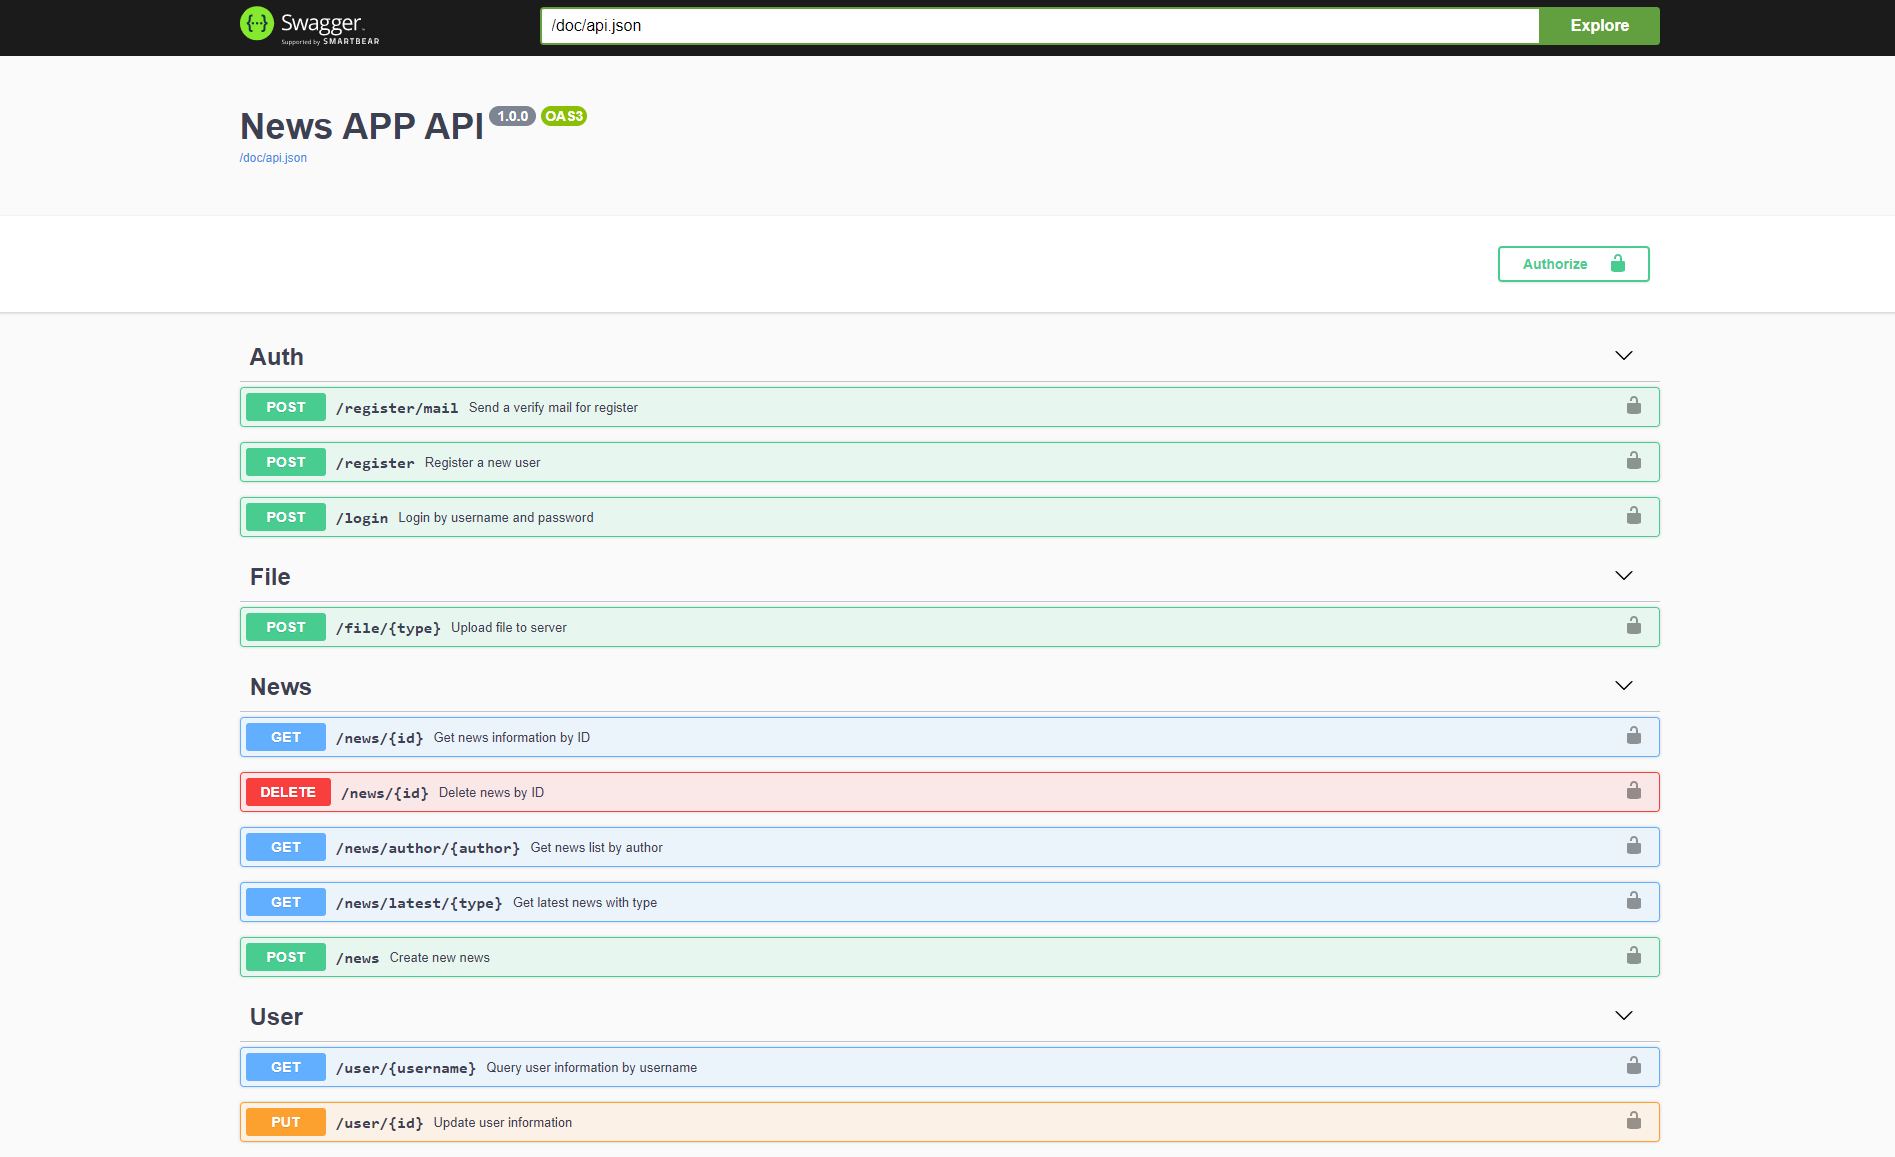 {···} Swagger.
Supported by SMARTBEAR
/doc/api.json
Explore
News APP API 1.0.0 OAS3
/doc/api.json
Authorize
Auth
POST /register/mail Send a verify mail for register
POST /register Register a new user
POST /login Login by username and password
File
POST /file/{type} Upload file to server
News
GET /news/{id} Get news information by ID
DELETE /news/{id} Delete news by ID
GET /news/author/{author} Get news list by author
GET /news/latest/{type} Get latest news with type
POST /news Create new news
User
GET /user/{username} Query user information by username
PUT /user/{id} Update user information